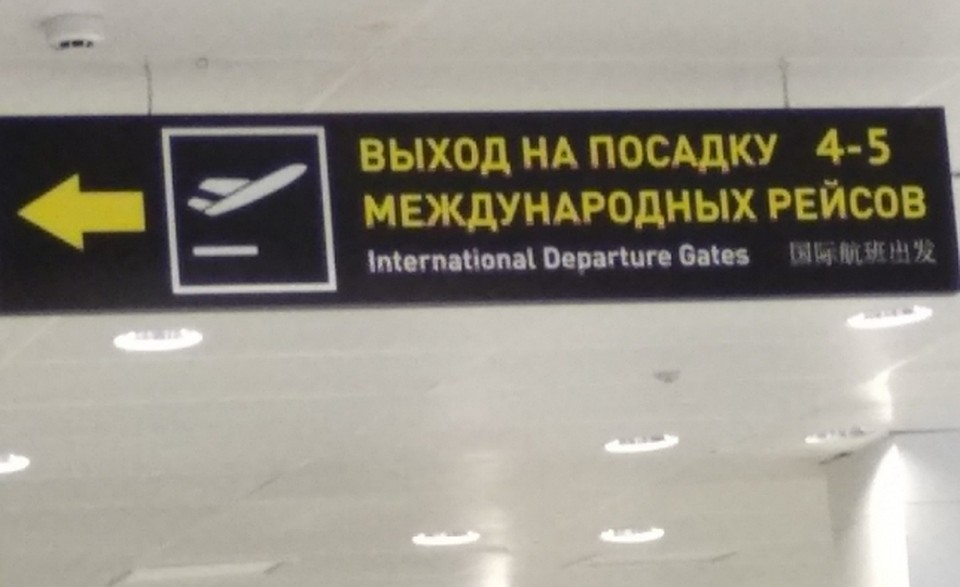 ВЫХОД НА ПОСАДКУ 4-5
МЕЖДУНАРОДНЫХ РЕЙСОВ
International Departure Gates 国际航班出发